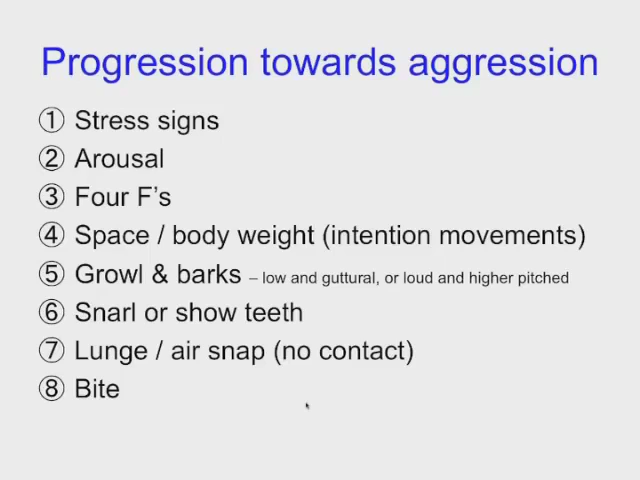 Progression towards aggression
① Stress signs
② Arousal
③ Four F’s
④ Space / body weight (intention movements)
⑤ Growl & barks – low and guttural, or loud and higher pitched
⑥ Snarl or show teeth
⑦ Lunge / air snap (no contact)
⑧ Bite